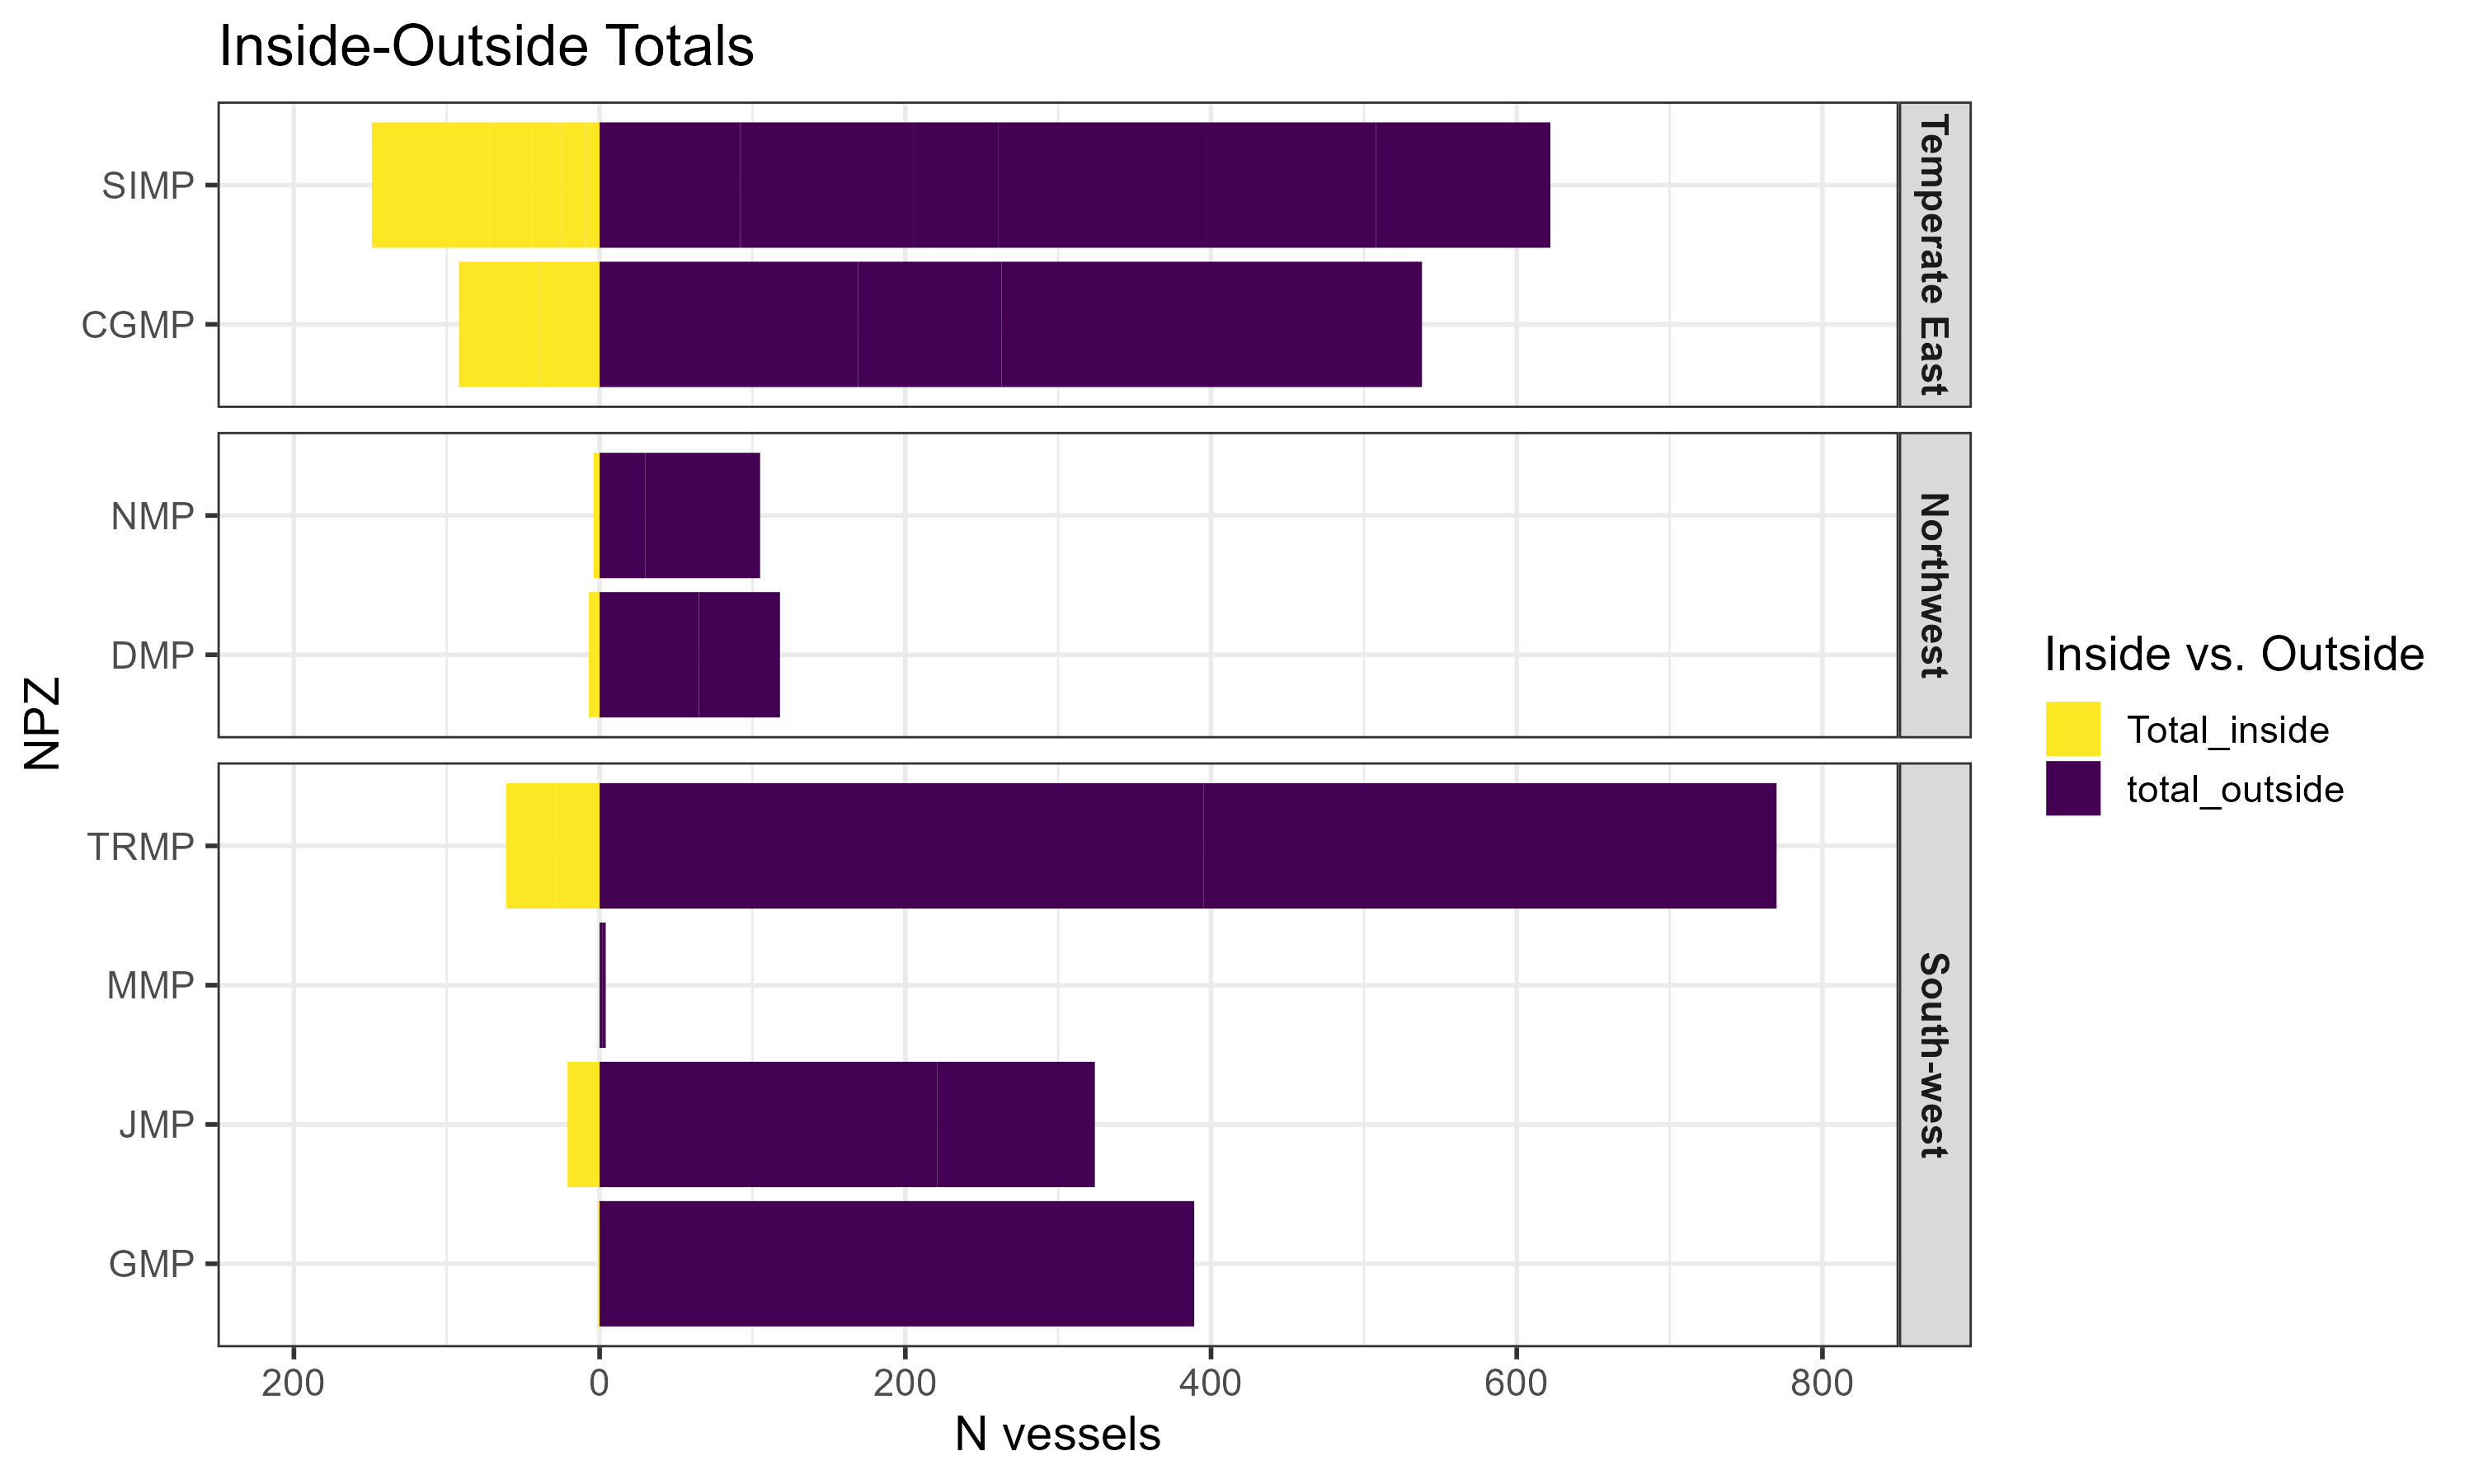 Inside-Outside Totals
SIMP
CGMP
Temperate East
NMP
DMP
Northwest
TRMP
MMP
JMP
GMP
South-west
NPZ
200 0 200 400 600 800
N vessels
Inside vs. Outside
Total_inside
total_outside